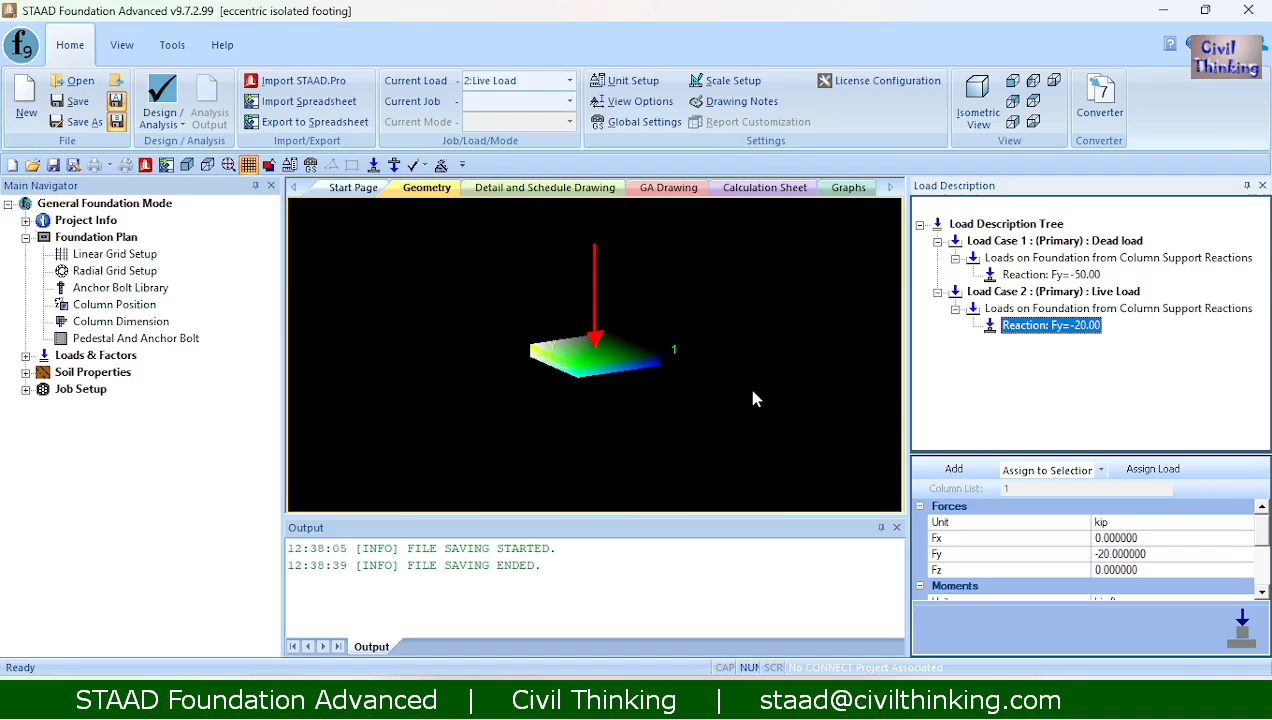 STAAD Foundation Advanced v9.7.2.99 [eccentric isolated footing]
f9
Home View Tools Help
Civil Thinking
New
Open
Save
Save As
File
Design / Analysis
Analysis Output
Design / Analysis
Import STAAD.Pro
Import Spreadsheet
Export to Spreadsheet
Import/Export
Current Load - 2:Live Load
Current Job -
Current Mode -
Job/Load/Mode
Unit Setup
View Options
Global Settings
Scale Setup
Drawing Notes
Report Customization
License Configuration
Settings
Isometric View
View
Converter
Converter
Main Navigator
General Foundation Mode
Project Info
Foundation Plan
Linear Grid Setup
Radial Grid Setup
Anchor Bolt Library
Column Position
Column Dimension
Pedestal And Anchor Bolt
Loads & Factors
Soil Properties
Job Setup
Start Page Geometry Detail and Schedule Drawing GA Drawing Calculation Sheet Graphs
1
Output
12:38:05 [INFO] FILE SAVING STARTED.
12:38:39 [INFO] FILE SAVING ENDED.
Output
Load Description
Load Description Tree
Load Case 1 : (Primary) : Dead load
Loads on Foundation from Column Support Reactions
Reaction: Fy=-50.00
Load Case 2 : (Primary) : Live Load
Loads on Foundation from Column Support Reactions
Reaction: Fy=-20.00
Add Assign to Selection Assign Load
Column List: 1
Forces
Unit kip
Fx 0.000000
Fy -20.000000
Fz 0.000000
Moments
Ready CAP NUM SCR No CONNECT Project Associated
STAAD Foundation Advanced | Civil Thinking | staad@civilthinking.com